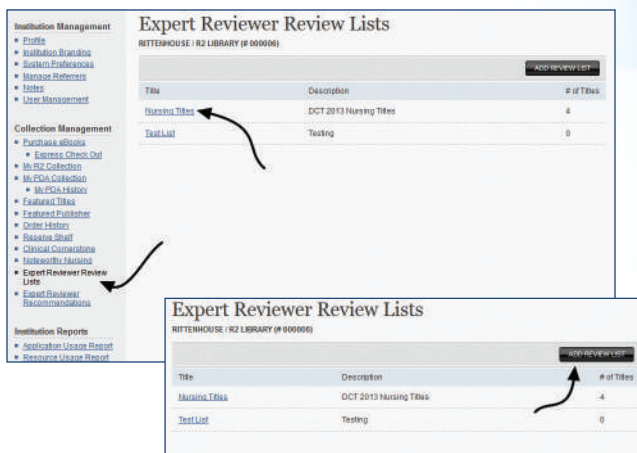 Institution Management
Profile
Institution Branding
System Preferences
Manage Referrers
Notes
User Management
Collection Management
Purchase eBooks
Express Check Out
My R2 Collection
My PDA Collection
My PDA History
Featured Titles
Featured Publisher
Order History
Reserve Shelf
Clinical Cornerstone
Noteworthy Nursing
Expert Reviewer Review
Lists
Expert Reviewer
Recommendations
Institution Reports
Application Usage Report
Resource Usage Report
Expert Reviewer Review Lists
RITTENHOUSE / R2 LIBRARY (# 000006)
ADD REVIEW LIST
Title Description # of Titles
Nursing Titles DCT 2013 Nursing Titles 4
Test List Testing 0
Expert Reviewer Review Lists
RITTENHOUSE / R2 LIBRARY (# 000006)
ADD REVIEW LIST
Title Description # of Titles
Nursing Titles DCT 2013 Nursing Titles 4
Test List Testing 0